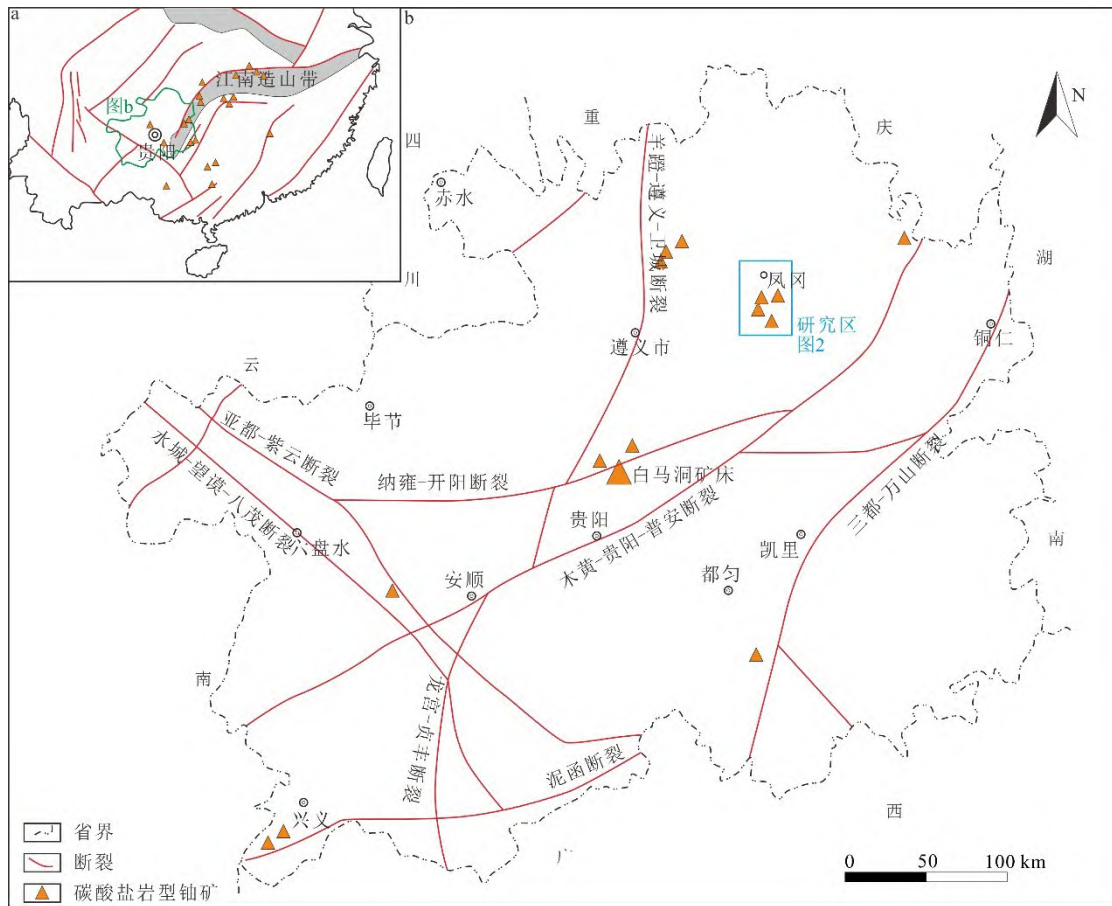 a
江南造山带
图b
贵阳
b
N
重
庆
四
川
赤水
羊蹬-遵义-上城断裂
凤冈
湖
研究区
图2
遵义市
铜仁
云
毕节
亚都-紫云断裂
水城-望谟-八茂断裂
纳雍-开阳断裂
白马洞矿床
三都-万山断裂
贵阳
木黄-贵阳-普安断裂
六盘水
凯里
南
安顺
都匀
南
龙宫-贞丰断裂
泥函断裂
兴义
西
广
省界
断裂
碳酸盐岩型铀矿
0 50 100 km